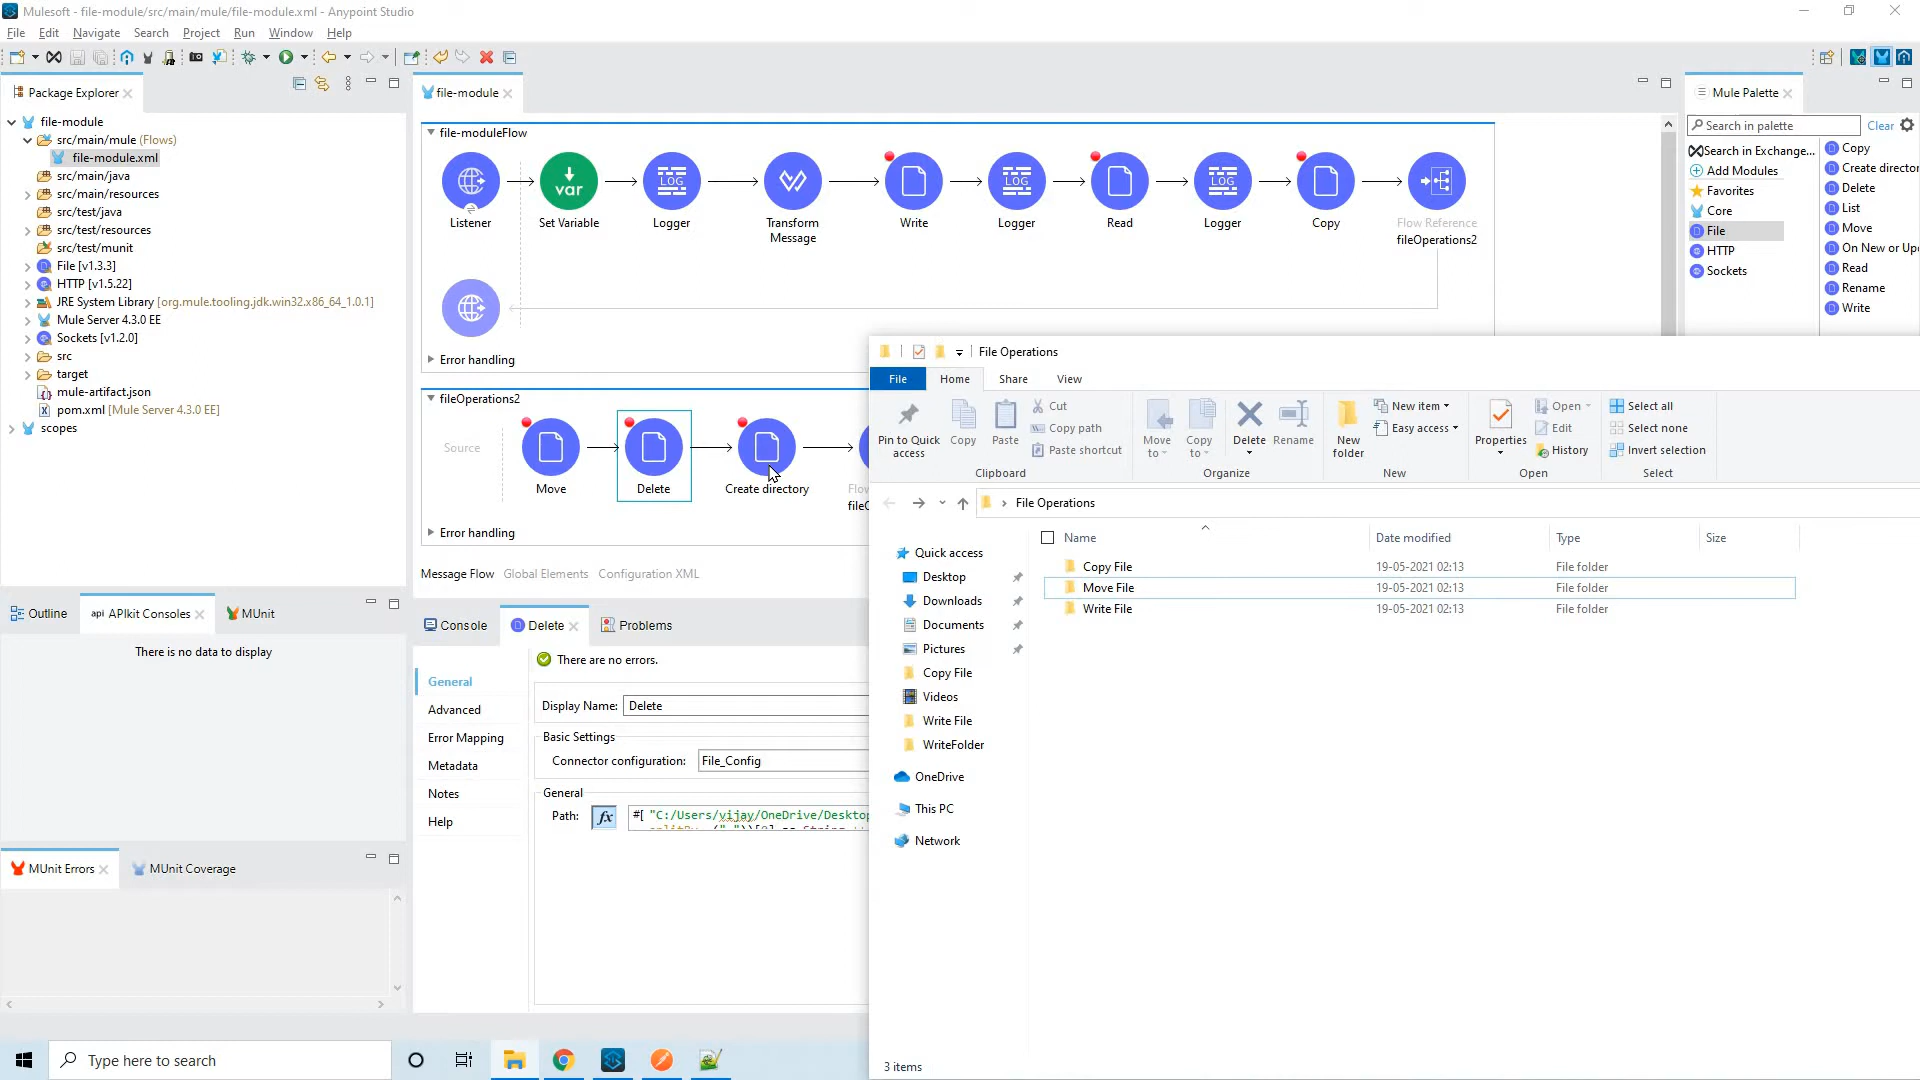 Mulesoft - file-module/src/main/mule/file-module.xml - Anypoint Studio
File Edit Navigate Search Project Run Window Help
Package Explorer
file-module
src/main/mule (Flows)
file-module.xml
src/main/java
src/main/resources
src/test/java
src/test/resources
src/test/munit
File [v1.3.3]
HTTP [v1.5.22]
JRE System Library [org.mule.tooling.jdk.win32.x86_64_1.0.1]
Mule Server 4.3.0 EE
Sockets [v1.2.0]
src
target
mule-artifact.json
pom.xml [Mule Server 4.3.0 EE]
scopes
Outline
api APIkit Consoles
MUnit
There is no data to display
MUnit Errors
MUnit Coverage
file-module
file-moduleFlow
var
LOG
LOG
LOG
Listener
Set Variable
Logger
Transform Message
Write
Logger
Read
Logger
Copy
Flow Reference
fileOperations2
Error handling
fileOperations2
Source
Move
Delete
Create directory
Error handling
Message Flow Global Elements Configuration XML
Console
Delete
Problems
There are no errors.
General
Advanced
Error Mapping
Metadata
Notes
Help
Display Name: Delete
Basic Settings
Connector configuration: File_Config
General
Path: fx #[ "C:/Users/vijay/OneDrive/Desktop
Mule Palette
Search in palette
Clear
Search in Exchange...
Add Modules
Favorites
Core
File
HTTP
Sockets
Copy
Create director
Delete
List
Move
On New or Up
Read
Rename
Write
File Operations
File Home Share View
Pin to Quick access
Copy
Paste
Cut
Copy path
Paste shortcut
Clipboard
Move to
Copy to
Delete
Rename
Organize
New folder
New item
Easy access
New
Properties
Open
Edit
History
Open
Select all
Select none
Invert selection
Select
File Operations
Name Date modified Type Size
Copy File 19-05-2021 02:13 File folder
Move File 19-05-2021 02:13 File folder
Write File 19-05-2021 02:13 File folder
Quick access
Desktop
Downloads
Documents
Pictures
Copy File
Videos
Write File
WriteFolder
OneDrive
This PC
Network
3 items
Type here to search